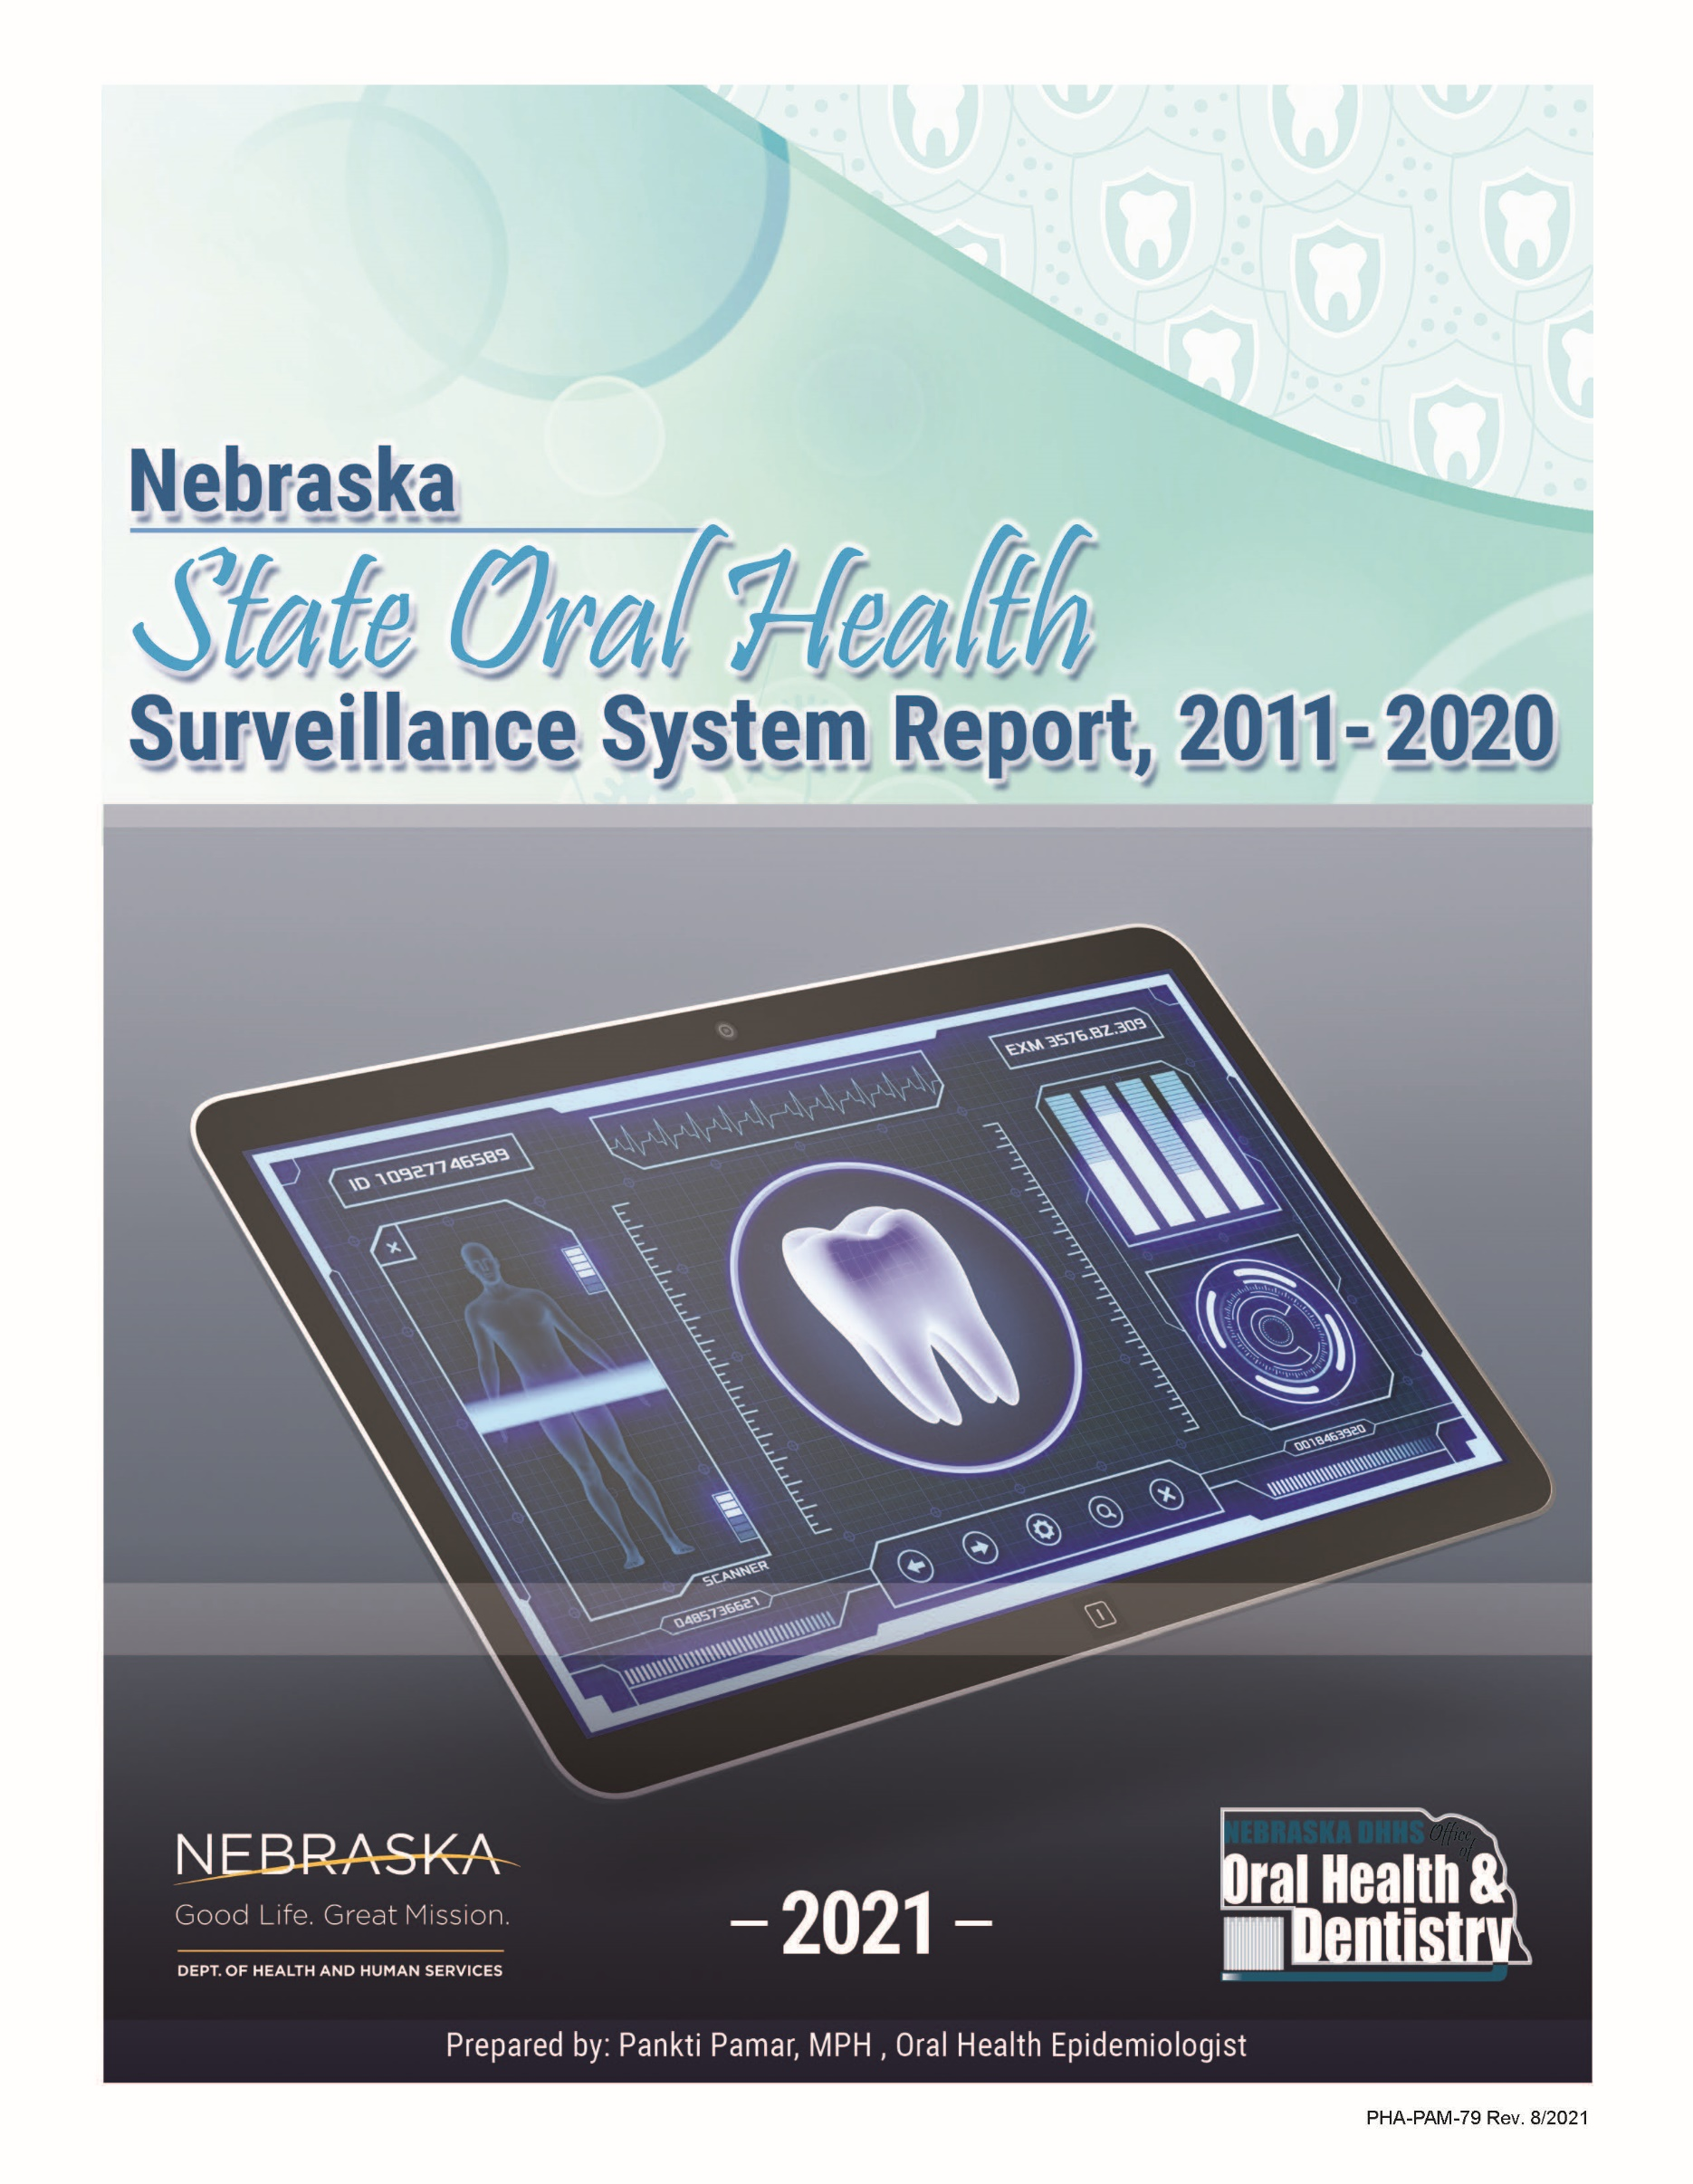 Nebraska
State Oral Health
Surveillance System Report, 2011-2020
EXM 3576.BZ.309
ID 10927746589
0018463920
SCANNER
0485736621
NEBRASKA
Good Life. Great Mission.
DEPT. OF HEALTH AND HUMAN SERVICES
– 2021 –
NEBRASKA DHHS Office of
Oral Health &
Dentistry
Prepared by: Pankti Pamar, MPH , Oral Health Epidemiologist
PHA-PAM-79 Rev. 8/2021